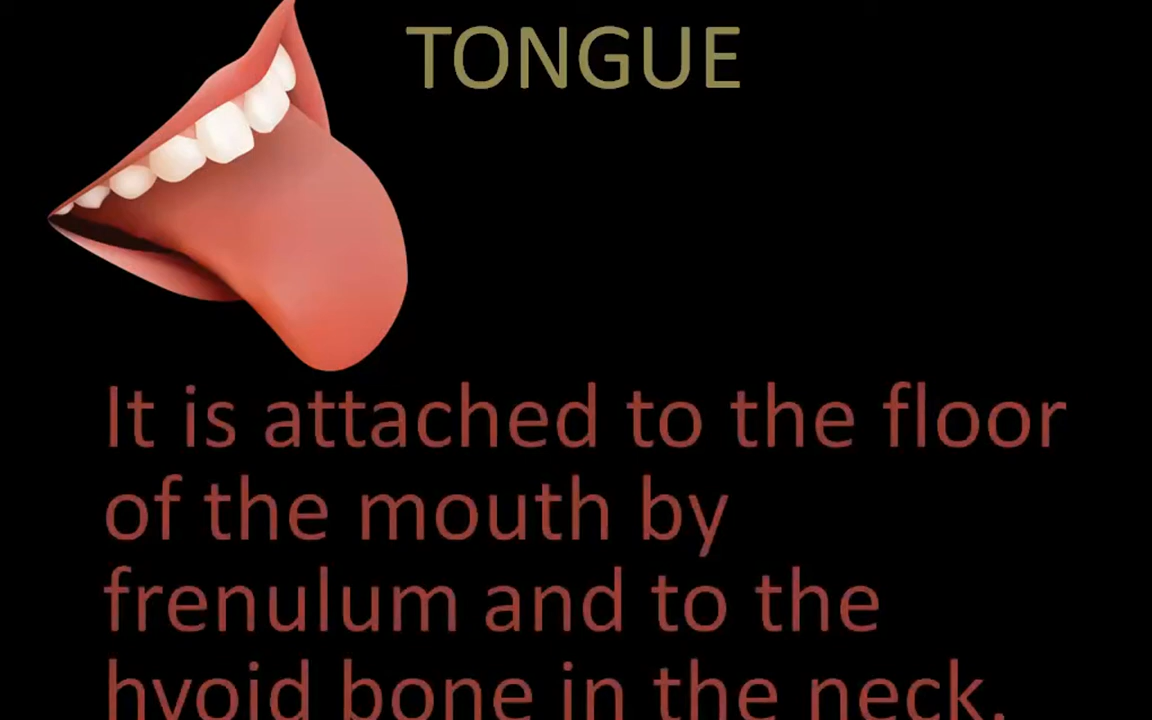 TONGUE
It is attached to the floor
of the mouth by
frenulum and to the
hyoid bone in the neck.